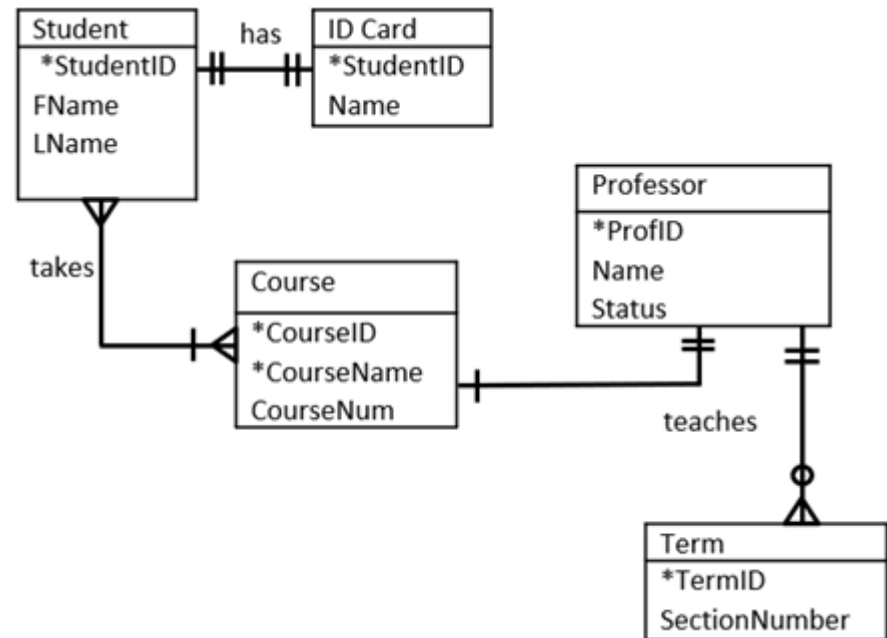 Student
*StudentID
FName
LName
has
ID Card
*StudentID
Name
takes
Course
*CourseID
*CourseName
CourseNum
Professor
*ProfID
Name
Status
teaches
Term
*TermID
SectionNumber